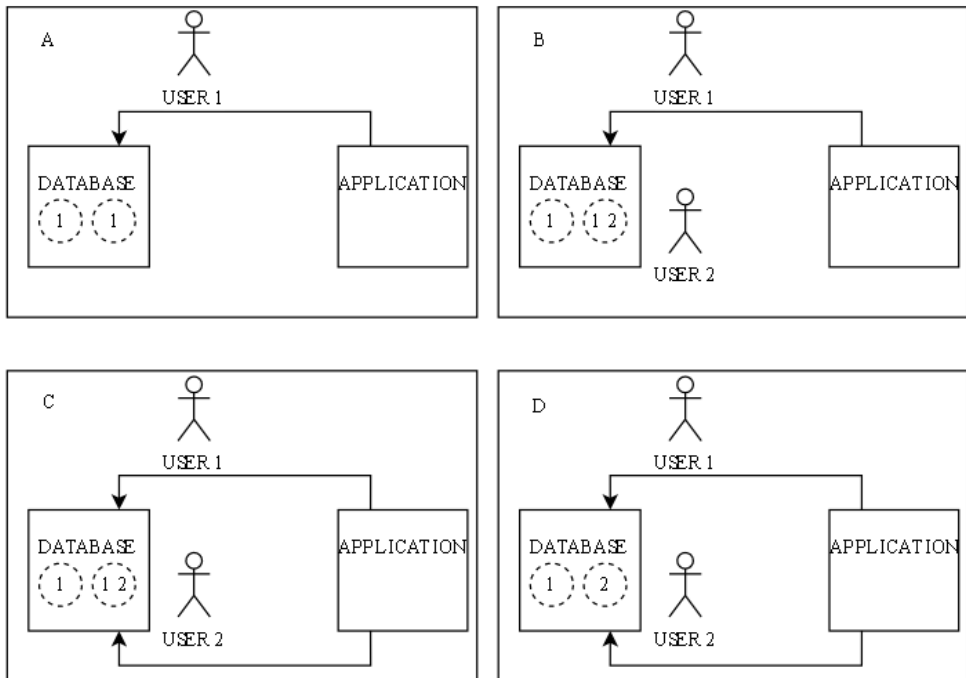 A
USER 1
DATABASE
1 1
APPLICATION
B
USER 1
DATABASE
1 1 2
USER 2
APPLICATION
C
USER 1
DATABASE
1 1 2
USER 2
APPLICATION
D
USER 1
DATABASE
1 2
USER 2
APPLICATION